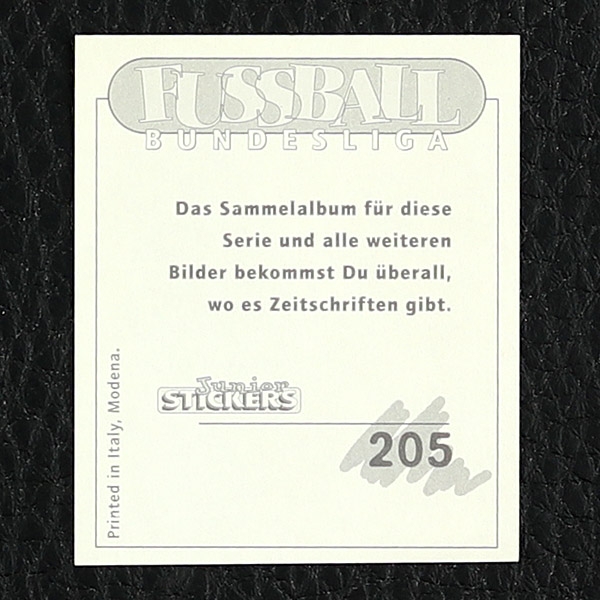 FUSSBALL
BUNDESLIGA
Das Sammelalbum für diese
Serie und alle weiteren
Bilder bekommst Du überall,
wo es Zeitschriften gibt.
Printed in Italy, Modena.
Junior
STICKERS
205